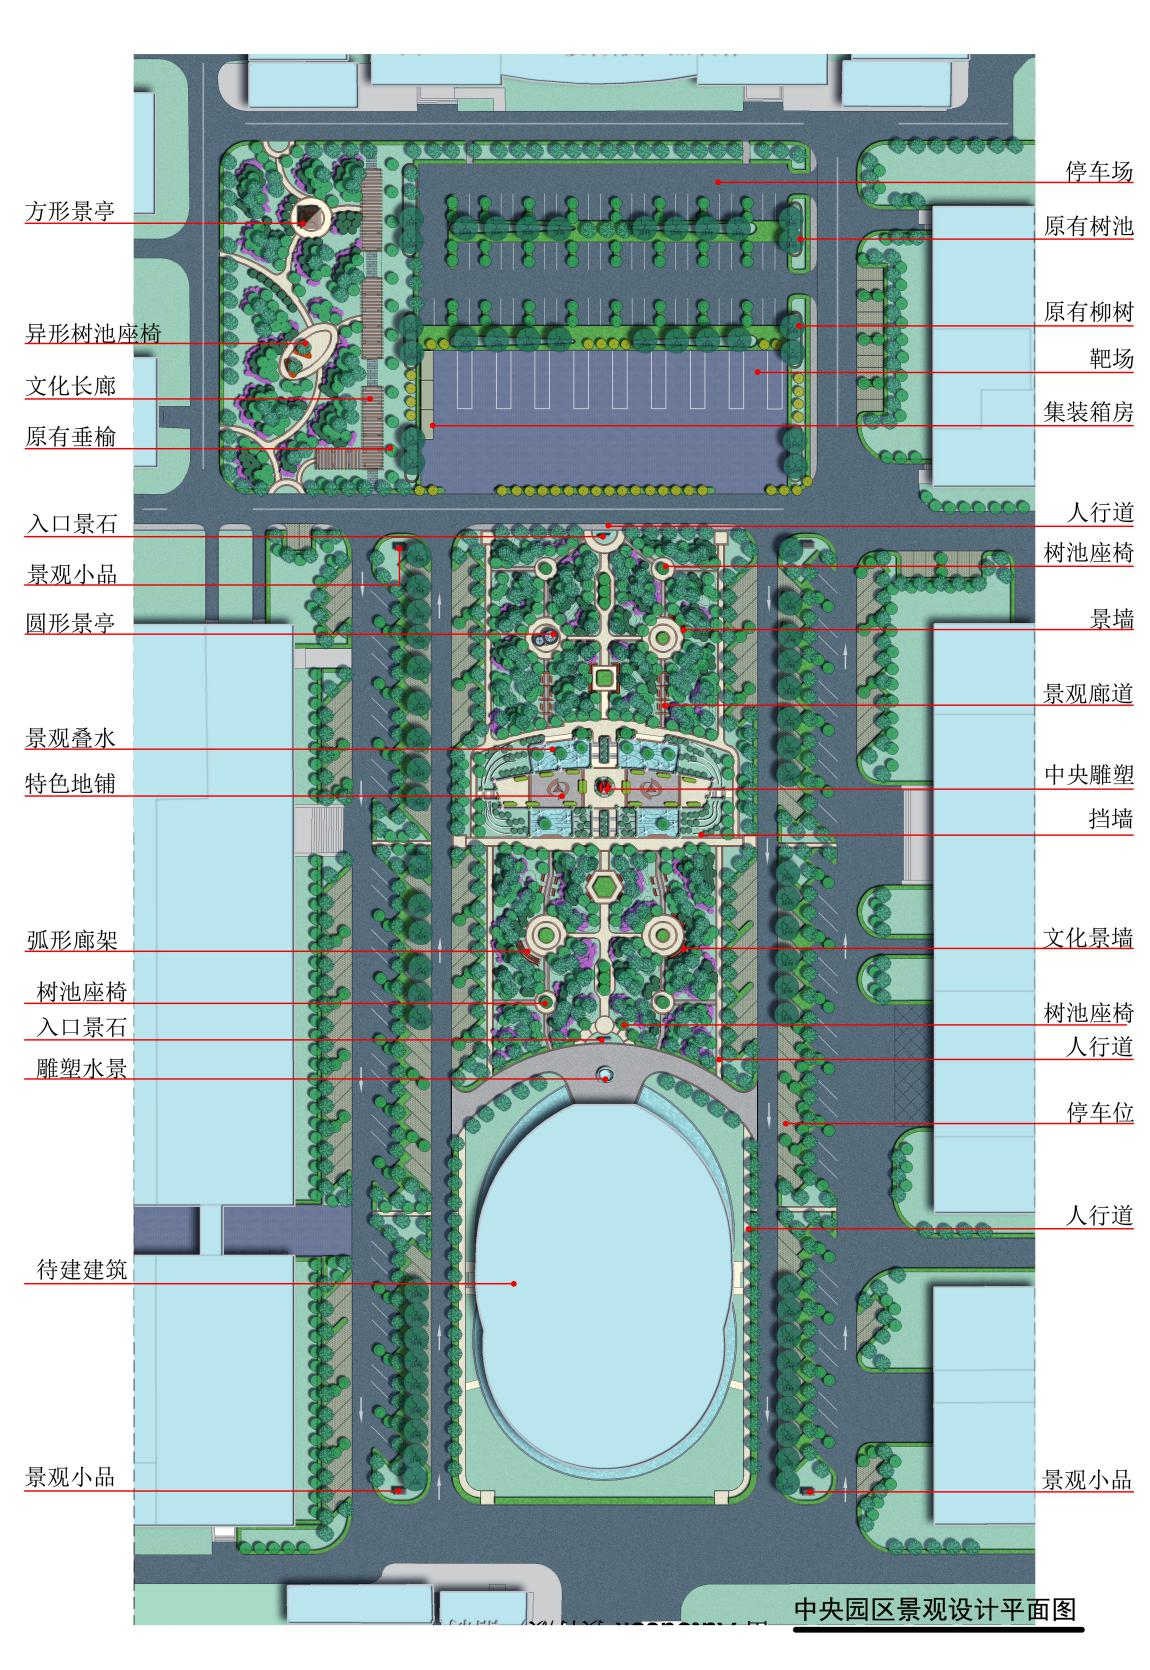 停车场
方形景亭
原有树池
原有柳树
异形树池座椅
靶场
文化长廊
集装箱房
原有垂榆
入口景石
人行道
树池座椅
景观小品
圆形景亭
景墙
景观廊道
景观叠水
特色地铺
中央雕塑
挡墙
弧形廊架
文化景墙
树池座椅
入口景石
树池座椅
人行道
雕塑水景
停车位
人行道
待建建筑
景观小品
景观小品
中央园区景观设计平面图